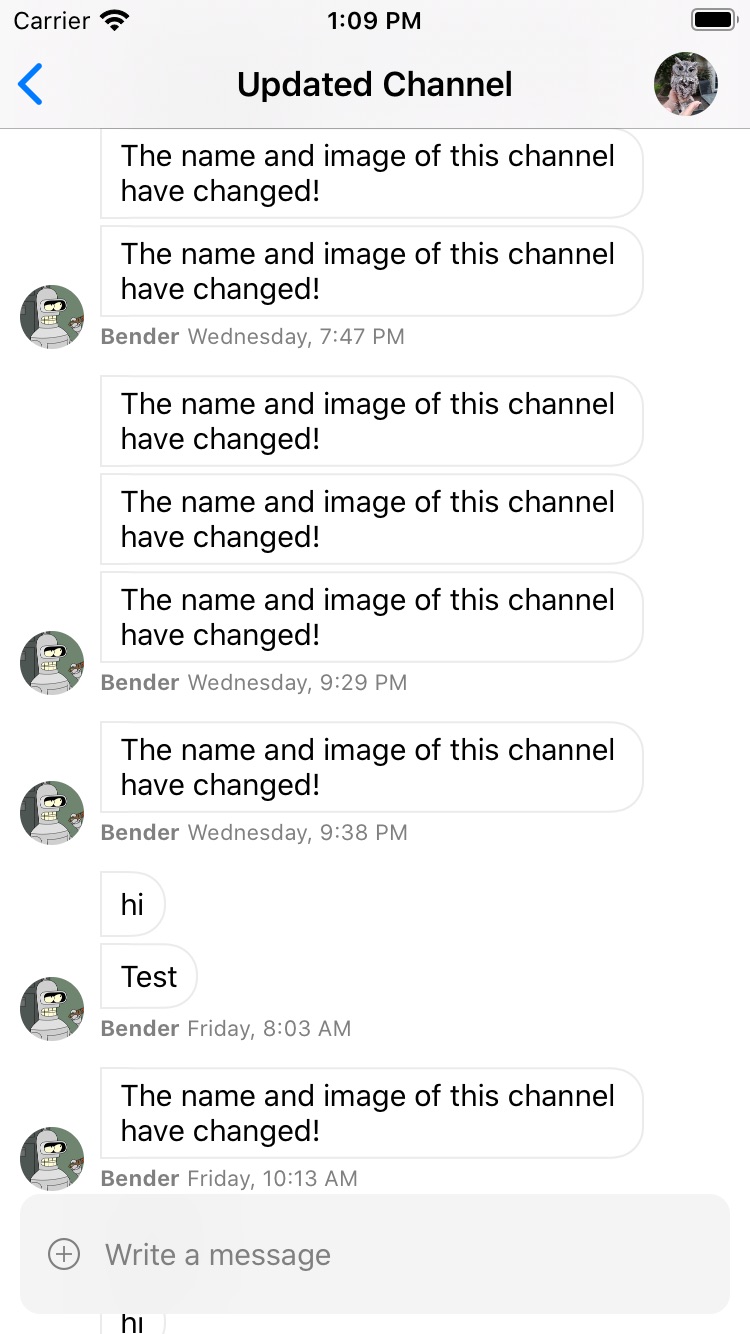 Carrier 1:09 PM
Updated Channel
The name and image of this channel
have changed!
The name and image of this channel
have changed!
Bender Wednesday, 7:47 PM
The name and image of this channel
have changed!
The name and image of this channel
have changed!
The name and image of this channel
have changed!
Bender Wednesday, 9:29 PM
The name and image of this channel
have changed!
Bender Wednesday, 9:38 PM
hi
Test
Bender Friday, 8:03 AM
The name and image of this channel
have changed!
Bender Friday, 10:13 AM
Write a message
hi